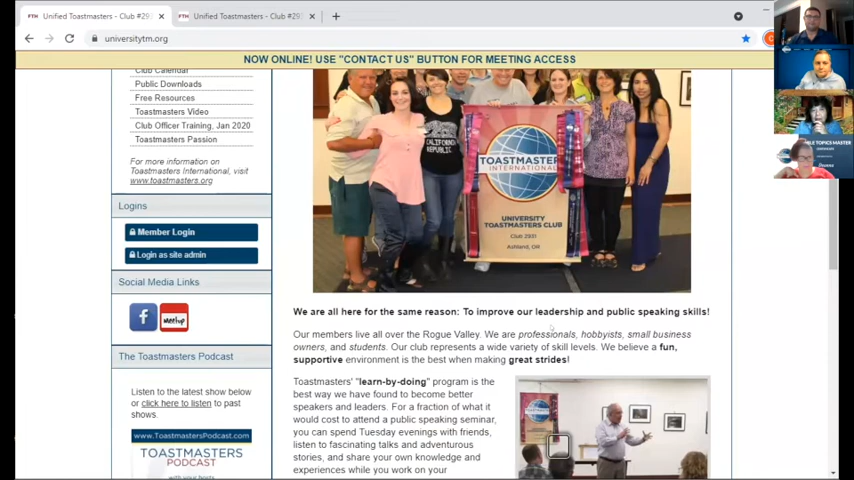 Unified Toastmasters - Club #293
Unified Toastmasters - Club #293
universitytm.org
NOW ONLINE! USE "CONTACT US" BUTTON FOR MEETING ACCESS
Club Calendar
Public Downloads
Free Resources
Toastmasters Video
Club Officer Training, Jan 2020
Toastmasters Passion
For more information on
Toastmasters International, visit
www.toastmasters.org
Logins
Member Login
Login as site admin
Social Media Links
f
meetup
The Toastmasters Podcast
Listen to the latest show below
or click here to listen to past
shows.
www.ToastmastersPodcast.com
TOASTMASTERS
PODCAST
with your hosts
CALIFORNIA
REPUBLIC
TOASTMASTERS
INTERNATIONAL
UNIVERSITY
TOASTMASTERS CLUB
Club 2931
Ashland, OR
We are all here for the same reason: To improve our leadership and public speaking skills!
Our members live all over the Rogue Valley. We are professionals, hobbyists, small business
owners, and students. Our club represents a wide variety of skill levels. We believe a fun,
supportive environment is the best when making great strides!
Toastmasters' "learn-by-doing" program is the
best way we have found to become better
speakers and leaders. For a fraction of what it
would cost to attend a public speaking seminar,
you can spend Tuesday evenings with friends,
listen to fascinating talks and adventurous
stories, and share your own knowledge and
experiences while you work on your
TOPICS MASTER